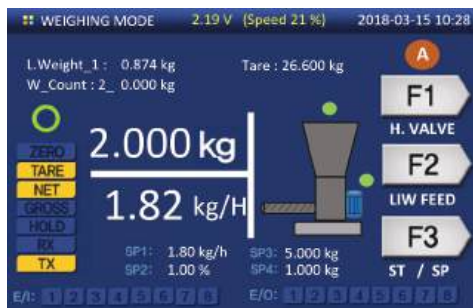 WEIGHING MODE 2.19 V (Speed 21 %) 2018-03-15 10:28
L.Weight_1 : 0.874 kg Tare : 26.600 kg
W_Count : 2_ 0.000 kg
A
F1
H. VALVE
2.000 kg
ZERO
TARE
NET
GROSS
HOLD
RX
TX
F2
LIW FEED
1.82 kg/H
F3
ST / SP
SP1: 1.80 kg/h SP3: 5.000 kg
SP2: 1.00 % SP4: 1.000 kg
E/I: 1 2 3 4 5 6 7 8 E/O: 1 2 3 4 5 6 7 8